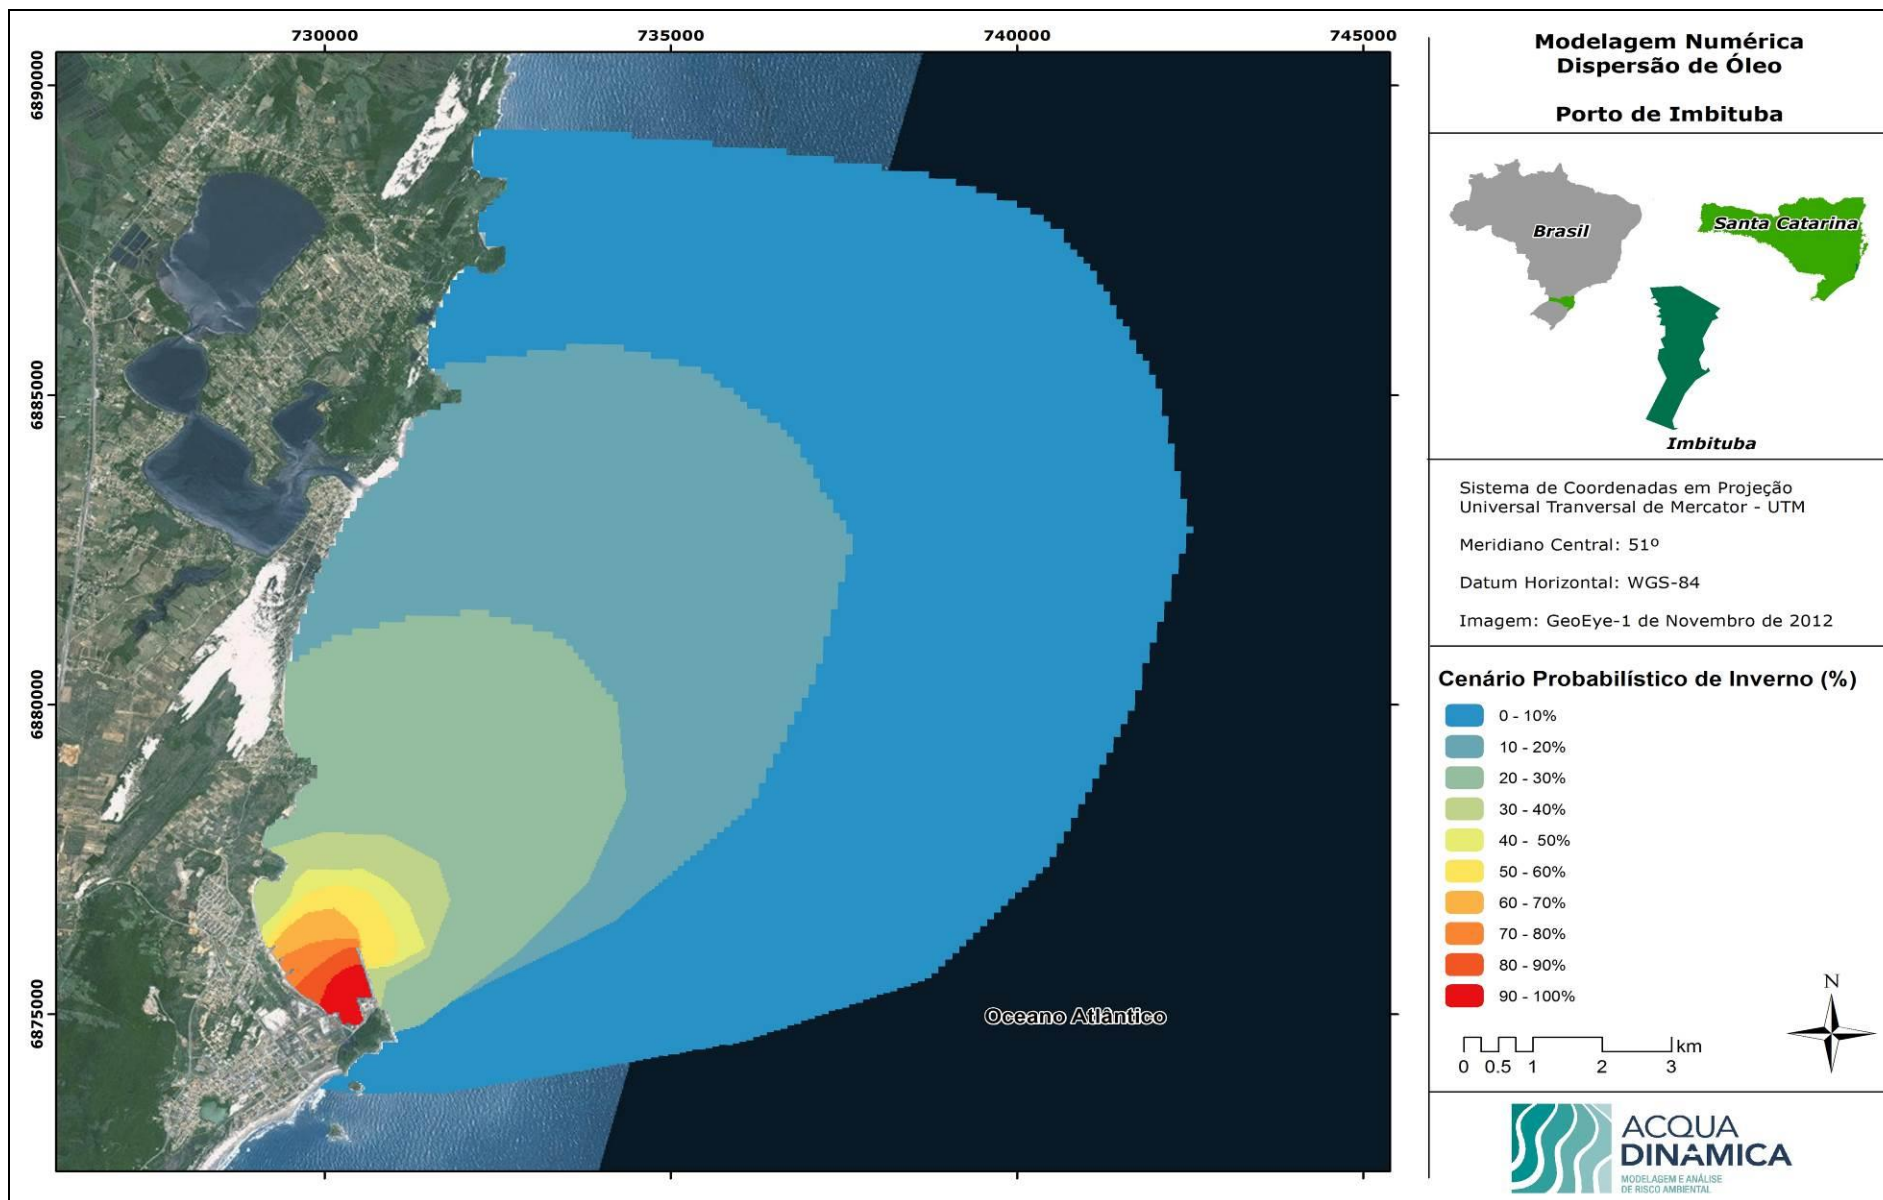 730000
735000
740000
745000
6890000
6885000
6880000
6875000
Oceano Atlântico
Modelagem Numérica
Dispersão de Óleo
Porto de Imbituba
Brasil
Santa Catarina
Imbituba
Sistema de Coordenadas em Projeção
Universal Tranversal de Mercator - UTM
Meridiano Central: 51º
Datum Horizontal: WGS-84
Imagem: GeoEye-1 de Novembro de 2012
Cenário Probabilístico de Inverno (%)
0 - 10%
10 - 20%
20 - 30%
30 - 40%
40 - 50%
50 - 60%
60 - 70%
70 - 80%
80 - 90%
90 - 100%
N
km
0 0.5 1 2 3
ACQUA
DINÂMICA
MODELAGEM E ANÁLISE
DE RISCO AMBIENTAL